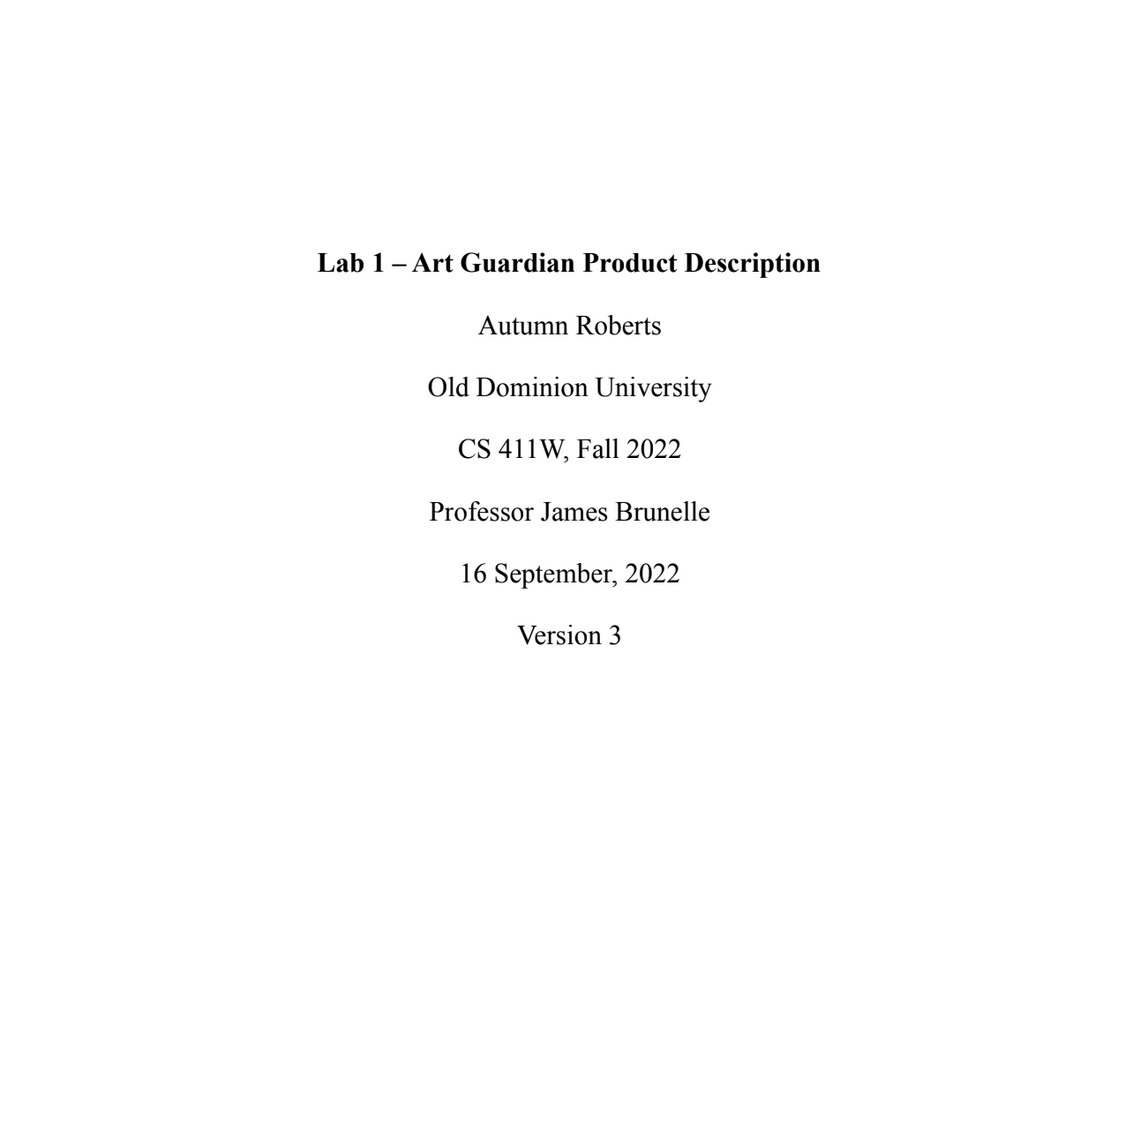 Lab 1 – Art Guardian Product Description
Autumn Roberts
Old Dominion University
CS 411W, Fall 2022
Professor James Brunelle
16 September, 2022
Version 3